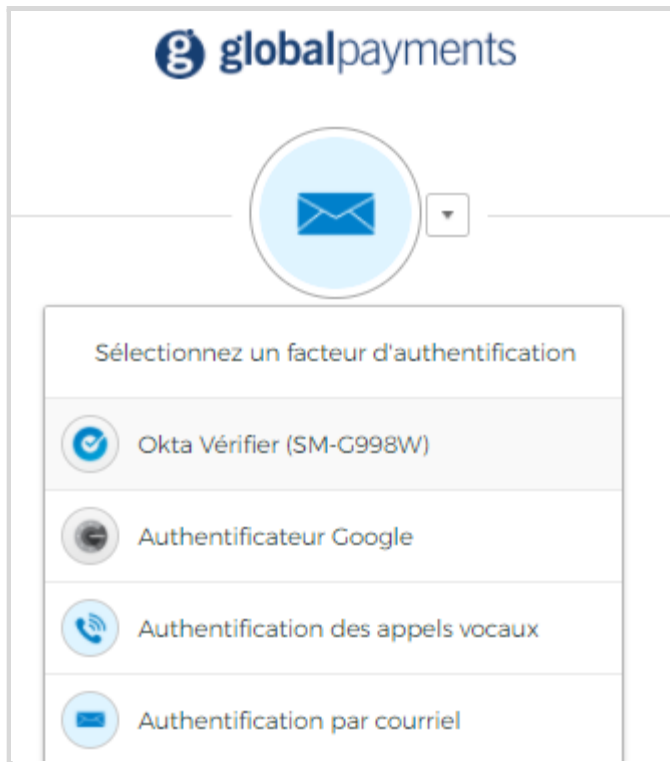 globalpayments
Sélectionnez un facteur d'authentification
Okta Vérifier (SM-G998W)
Authentificateur Google
Authentification des appels vocaux
Authentification par courriel